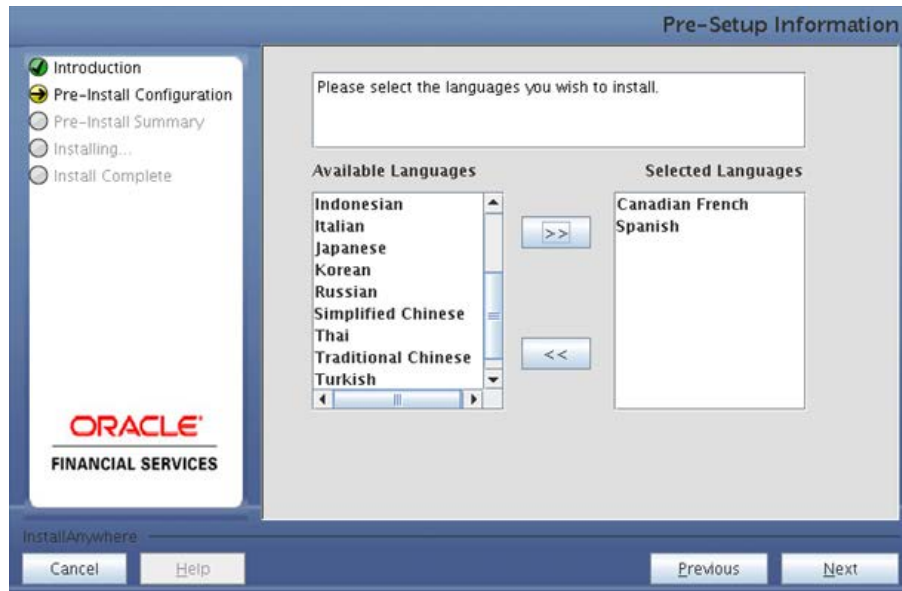 Pre-Setup Information
Introduction
Pre-Install Configuration
Pre-Install Summary
Installing...
Install Complete
ORACLE'
FINANCIAL SERVICES
Please select the languages you wish to install.
Available Languages
Indonesian
Italian
Japanese
Korean
Russian
Simplified Chinese
Thai
Traditional Chinese
Turkish
>>
<<
Selected Languages
Canadian French
Spanish
InstallAnywhere
Cancel
Help
Previous
Next